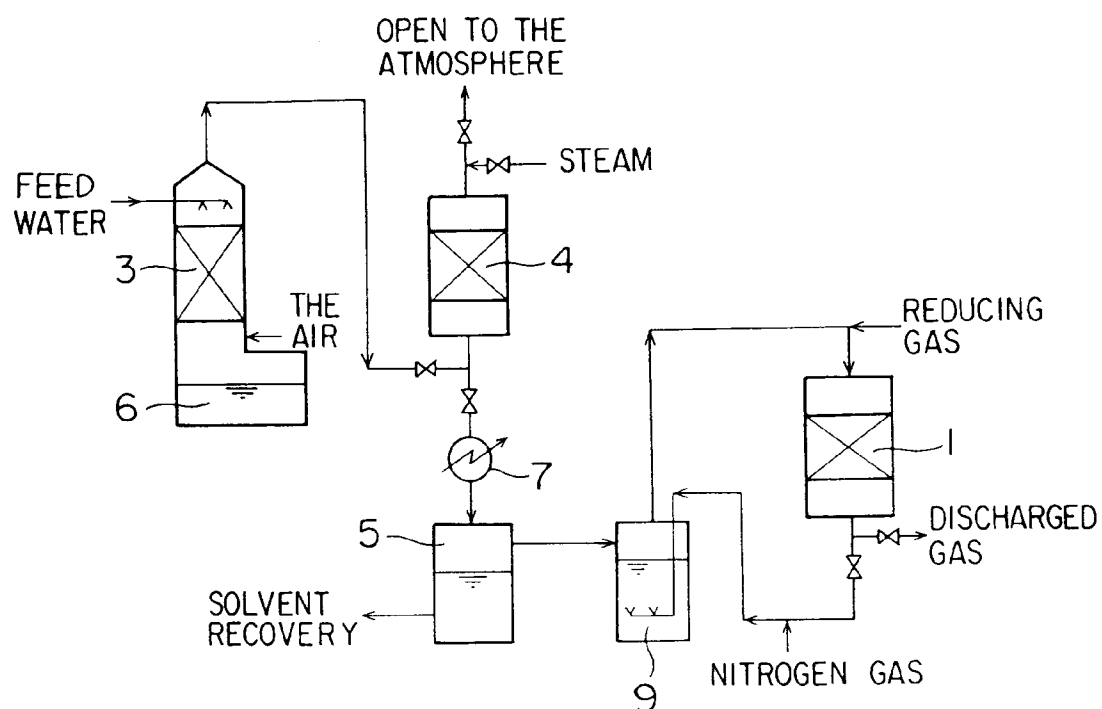 OPEN TO THE
ATMOSPHERE
STEAM
FEED
WATER
3
4
THE
AIR
REDUCING
GAS
6
1
7
5
DISCHARGED
GAS
SOLVENT
RECOVERY
NITROGEN GAS
9